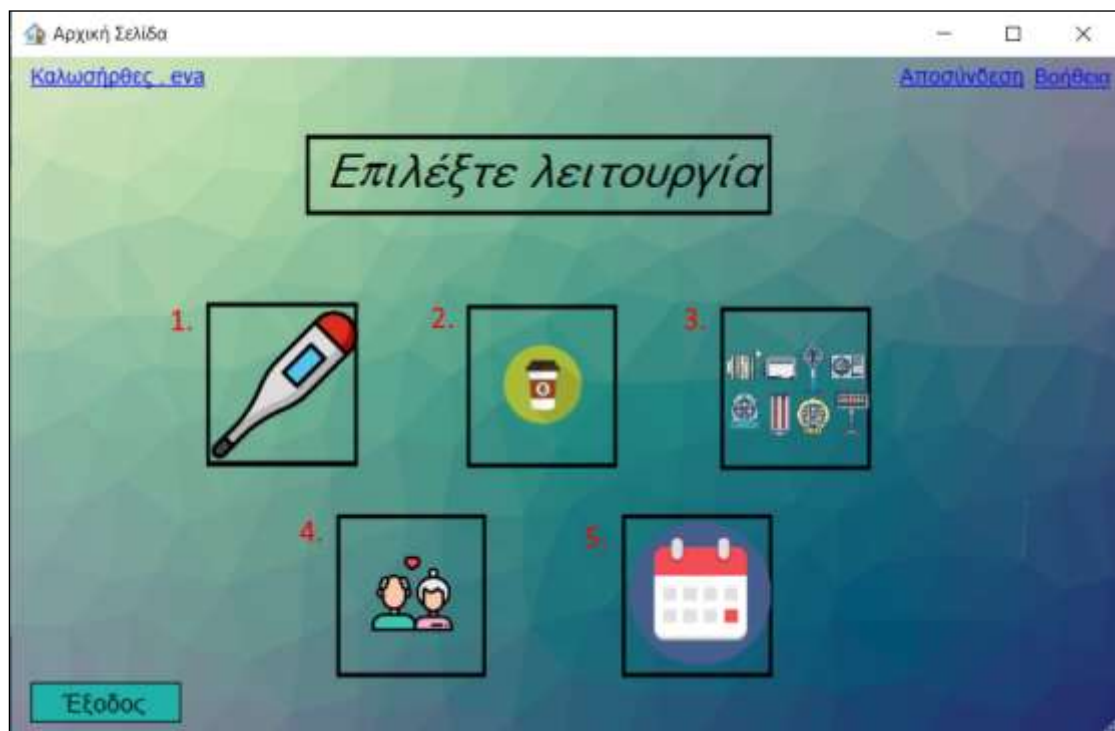 Αρχική Σελίδα
Καλωσήρθες , eva
Αποσύνδεση Βοήθεια
Επιλέξτε λειτουργία
1.
2.
3.
4.
5.
Έξοδος